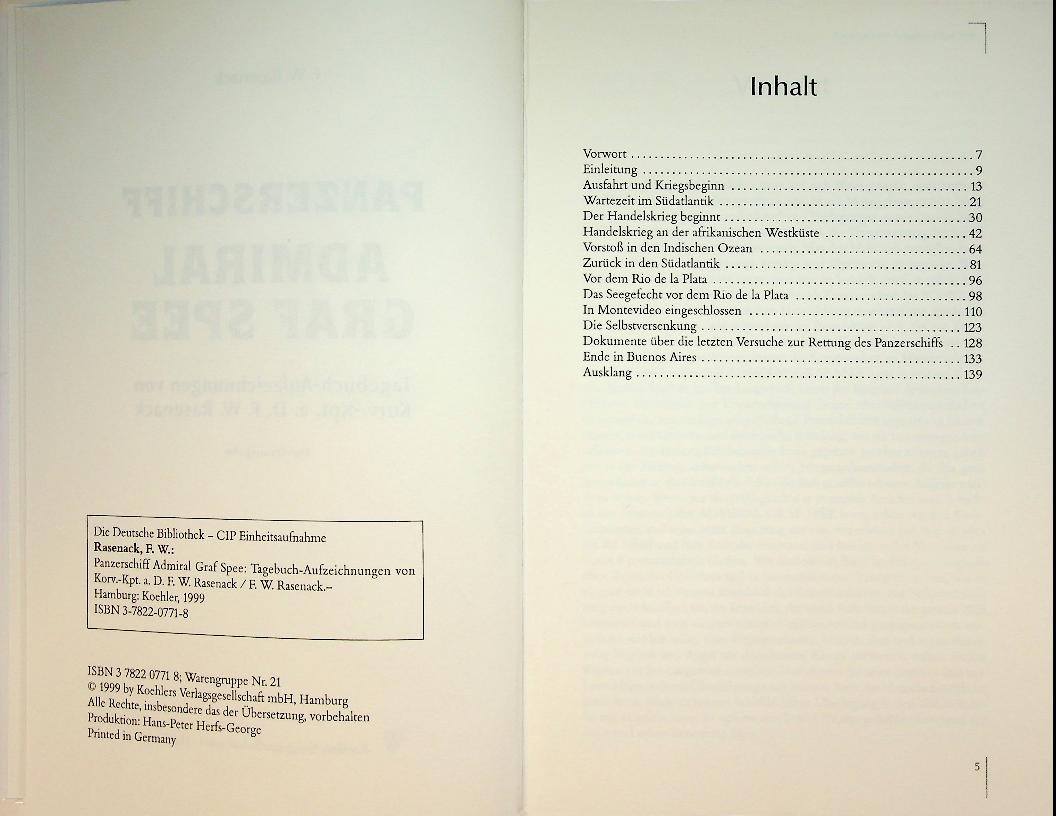 Die Deutsche Bibliothek – CIP Einheitsaufnahme
Rasenack, F. W.:
Panzerschiff Admiral Graf Spee: Tagebuch-Aufzeichnungen von
Korv.-Kpt. a. D. F. W. Rasenack / F. W. Rasenack.–
Hamburg: Koehler, 1999
ISBN 3-7822-0771-8
ISBN 3 7822 0771 8; Warengruppe Nr. 21
© 1999 by Koehlers Verlagsgesellschaft mbH, Hamburg
Alle Rechte, insbesondere das der Übersetzung, vorbehalten
Produktion: Hans-Peter Herfs-George
Printed in Germany
Inhalt
Vorwort . . . . . . . . . . 7
Einleitung . . . . . . . . . . 9
Ausfahrt und Kriegsbeginn . . . . . . . . . . 13
Wartezeit im Südatlantik . . . . . . . . . . 21
Der Handelskrieg beginnt . . . . . . . . . . 30
Handelskrieg an der afrikanischen Westküste . . . . . . . . . . 42
Vorstoß in den Indischen Ozean . . . . . . . . . . 64
Zurück in den Südatlantik . . . . . . . . . . 81
Vor dem Rio de la Plata . . . . . . . . . . 96
Das Seegefecht vor dem Rio de la Plata . . . . . . . . . . 98
In Montevideo eingeschlossen . . . . . . . . . . 110
Die Selbstversenkung . . . . . . . . . . 123
Dokumente über die letzten Versuche zur Rettung des Panzerschiffs . . 128
Ende in Buenos Aires . . . . . . . . . . 133
Ausklang . . . . . . . . . . 139
5